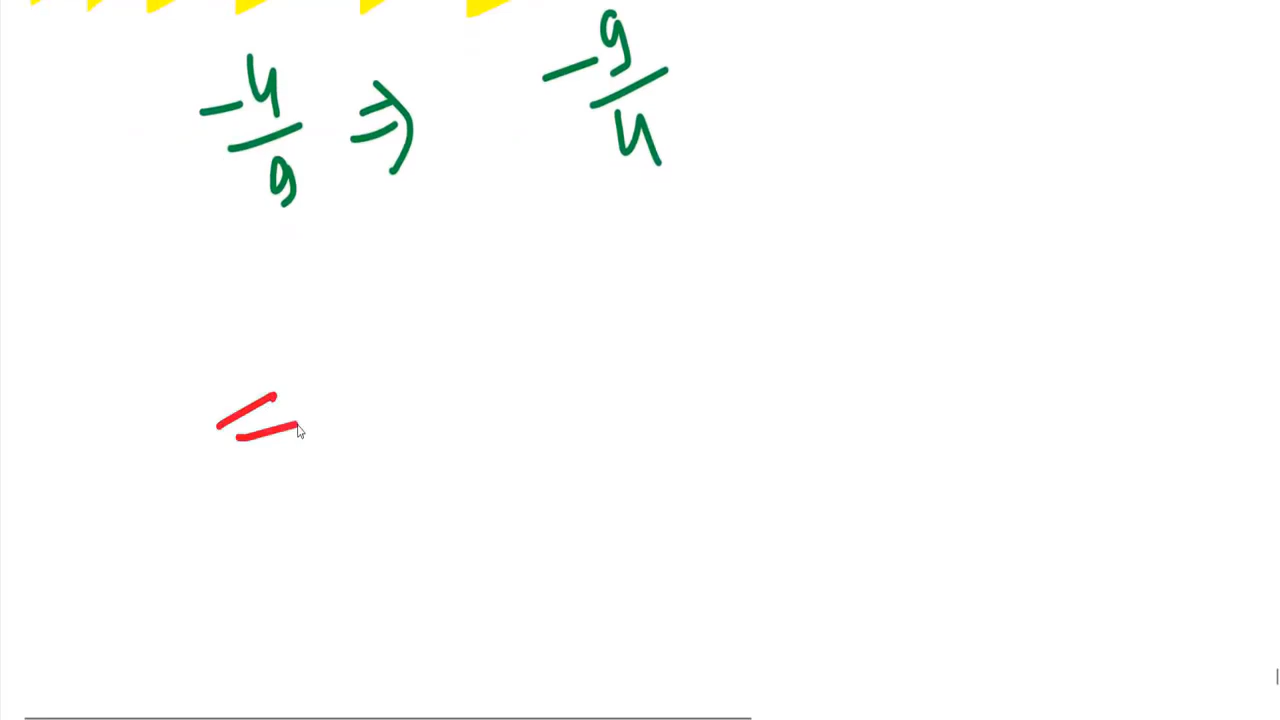 -4/9 ⇒ -9/4
=